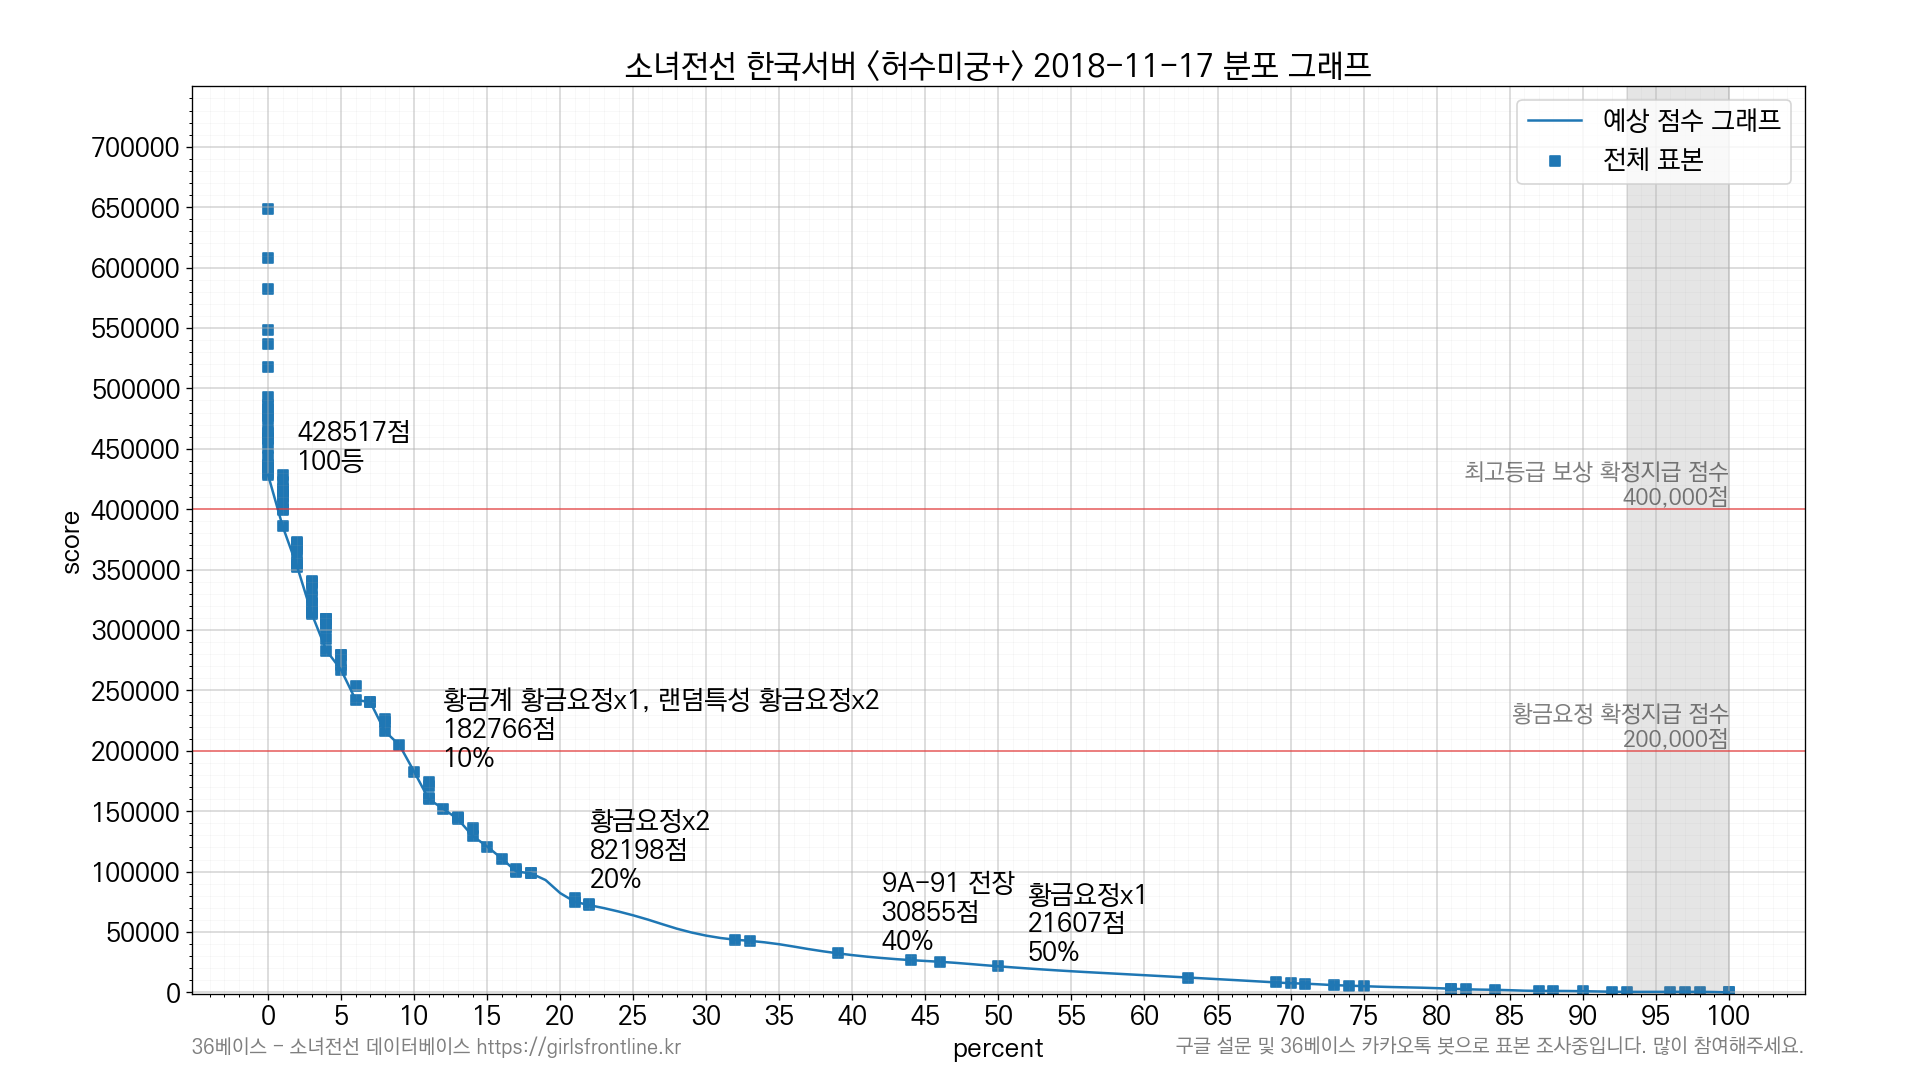 소녀전선 한국서버 <허수미궁+> 2018-11-17 분포 그래프
예상 점수 그래프
전체 표본
700000
650000
600000
550000
500000
450000
400000
350000
300000
250000
200000
150000
100000
50000
0
score
428517점
100등
최고등급 보상 확정지급 점수
400,000점
황금계 황금요정x1, 랜덤특성 황금요정x2
182766점
10%
황금요정 확정지급 점수
200,000점
황금요정x2
82198점
20%
9A-91 전장
30855점
40%
황금요정x1
21607점
50%
0 5 10 15 20 25 30 35 40 45 50 55 60 65 70 75 80 85 90 95 100
percent
36베이스 - 소녀전선 데이터베이스 https://girlsfrontline.kr
구글 설문 및 36베이스 카카오톡 봇으로 표본 조사중입니다. 많이 참여해주세요.